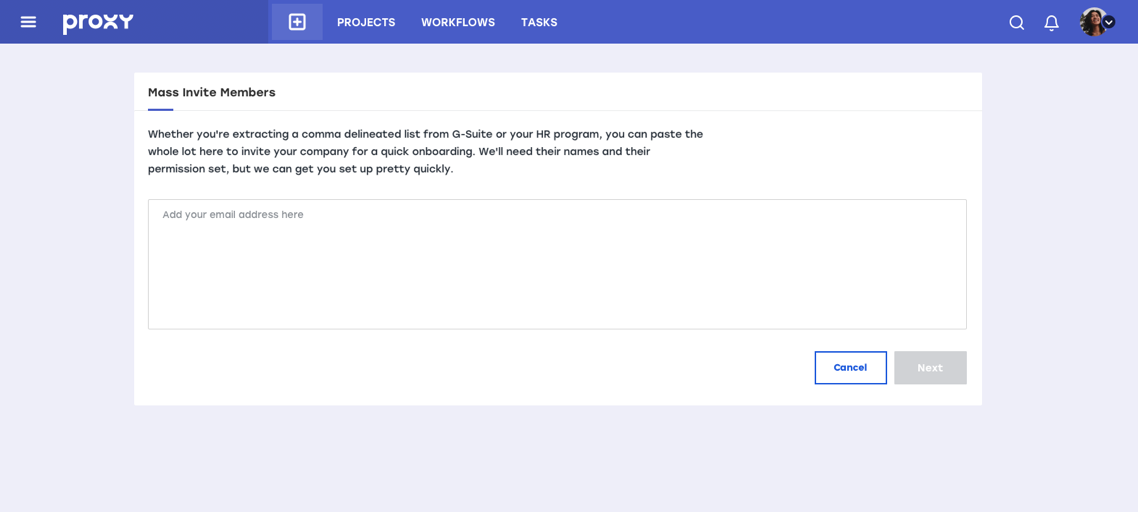 PROXY
PROJECTS
WORKFLOWS
TASKS
Mass Invite Members
Whether you're extracting a comma delineated list from G-Suite or your HR program, you can paste the
whole lot here to invite your company for a quick onboarding. We'll need their names and their
permission set, but we can get you set up pretty quickly.
Add your email address here
Cancel
Next